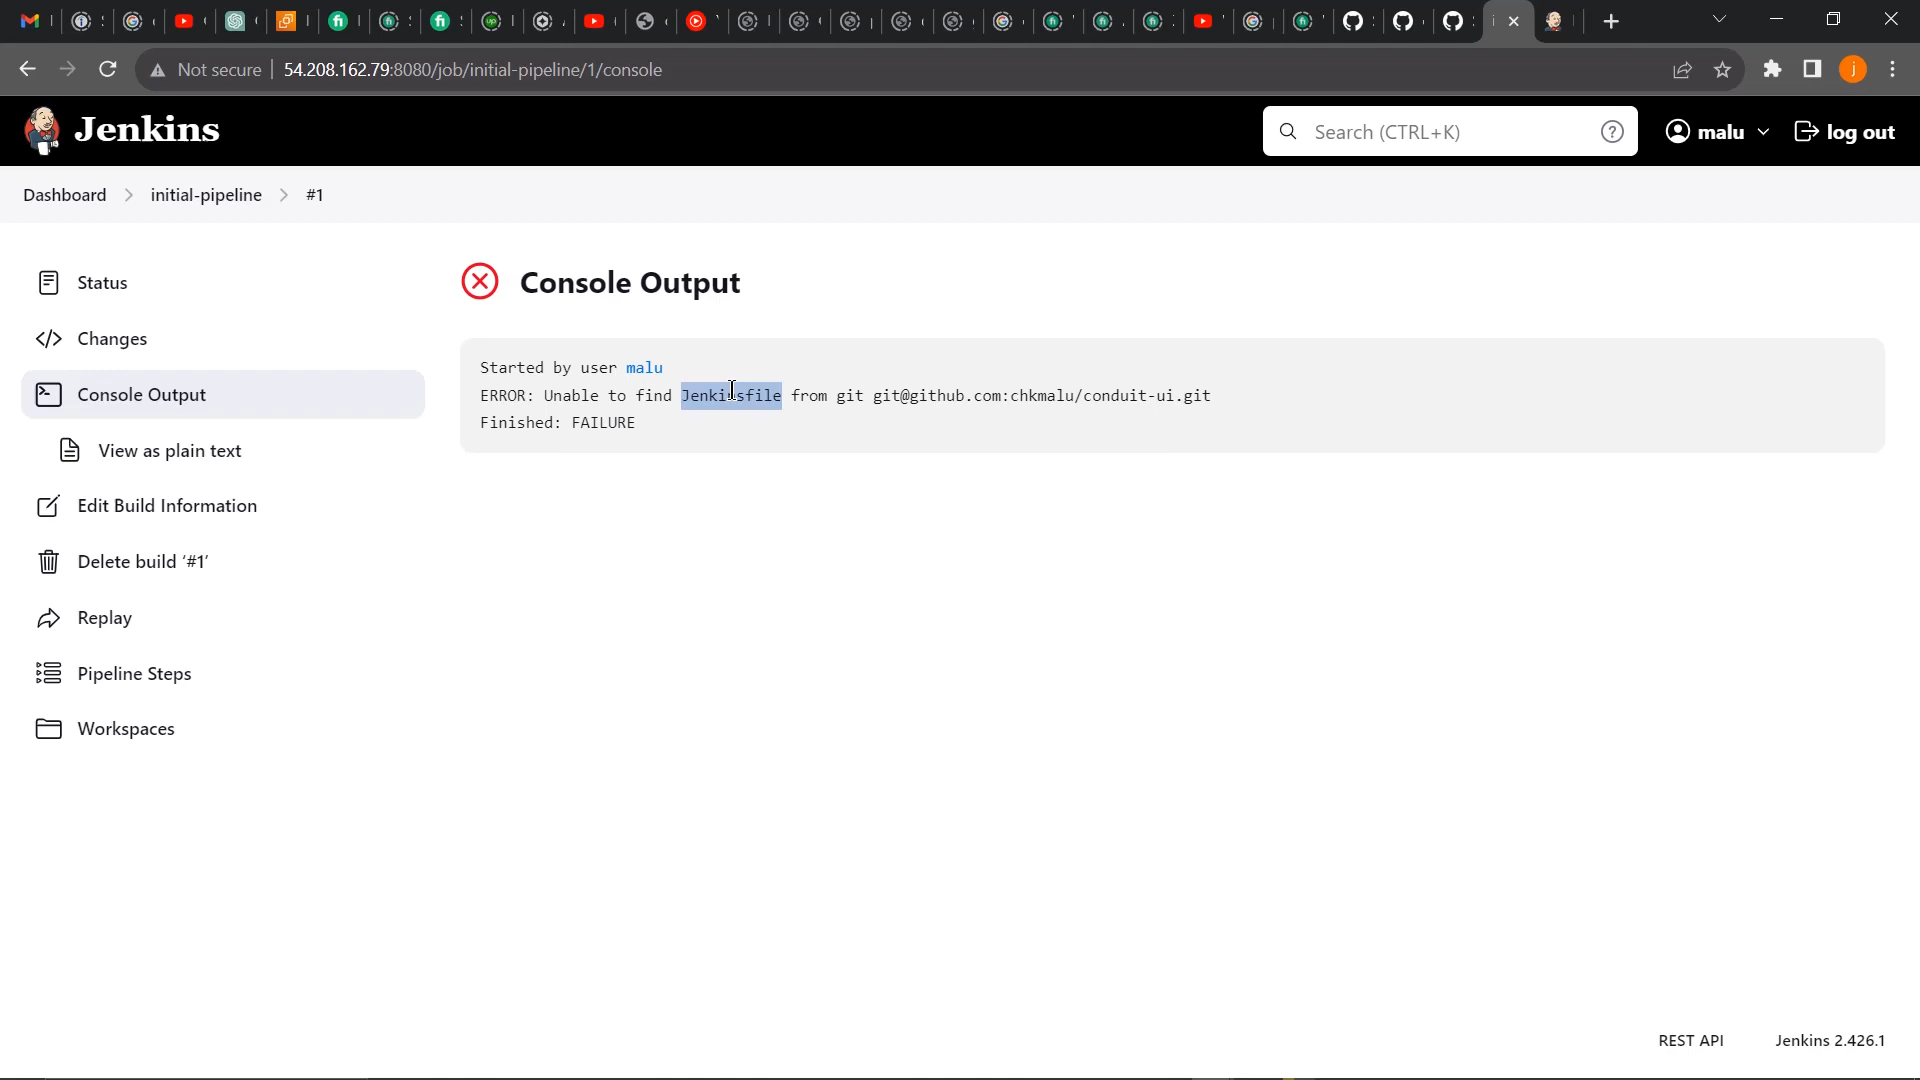 Not secure
54.208.162.79:8080/job/initial-pipeline/1/console
j
Jenkins
Search (CTRL+K)
malu
log out
Dashboard
initial-pipeline
#1
Status
Changes
Console Output
View as plain text
Edit Build Information
Delete build ‘#1’
Replay
Pipeline Steps
Workspaces
Console Output
Started by user malu
ERROR: Unable to find Jenkinsfile from git git@github.com:chkmalu/conduit-ui.git
Finished: FAILURE
REST API
Jenkins 2.426.1